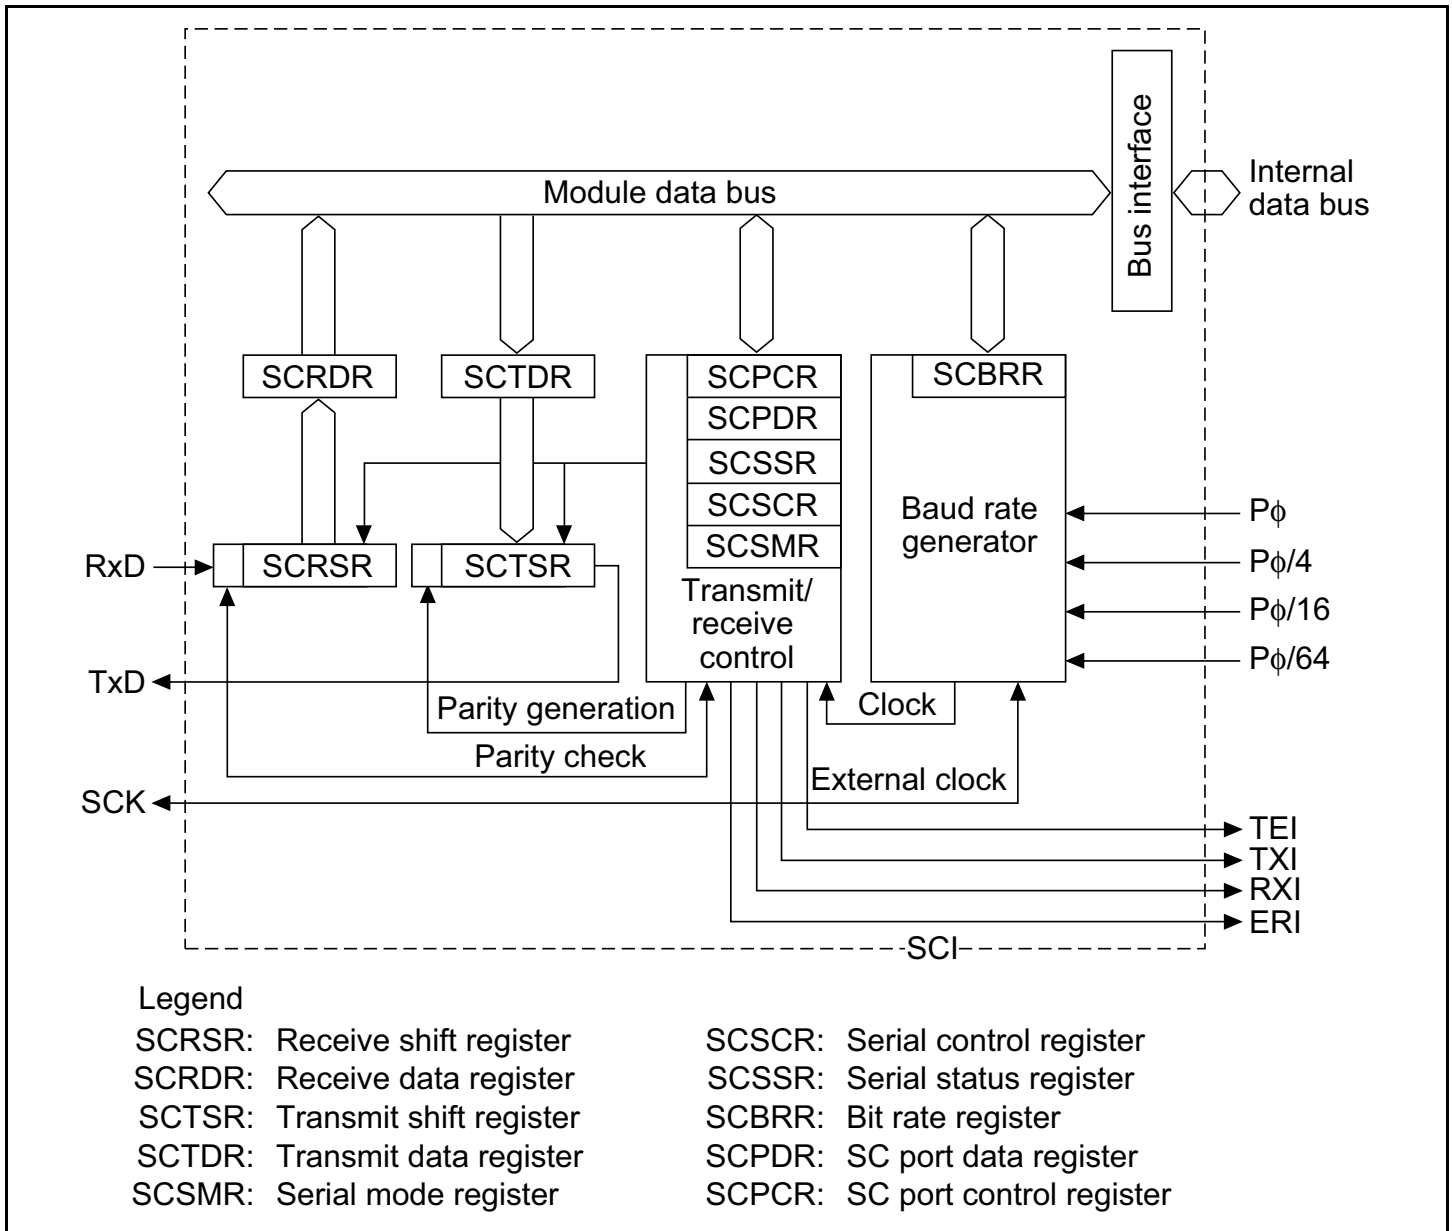 Bus interface
Internal
data bus
Module data bus
SCRDR
SCTDR
SCPCR
SCPDR
SCSSR
SCSCR
SCSMR
Transmit/
receive
control
SCBRR
Baud rate
generator
RxD
SCRSR
SCTSR
Pϕ
Pϕ/4
Pϕ/16
Pϕ/64
TxD
Parity generation
Clock
Parity check
External clock
SCK
TEI
TXI
RXI
ERI
SCI
Legend
SCRSR: Receive shift register
SCRDR: Receive data register
SCTSR: Transmit shift register
SCTDR: Transmit data register
SCSMR: Serial mode register
SCSCR: Serial control register
SCSSR: Serial status register
SCBRR: Bit rate register
SCPDR: SC port data register
SCPCR: SC port control register